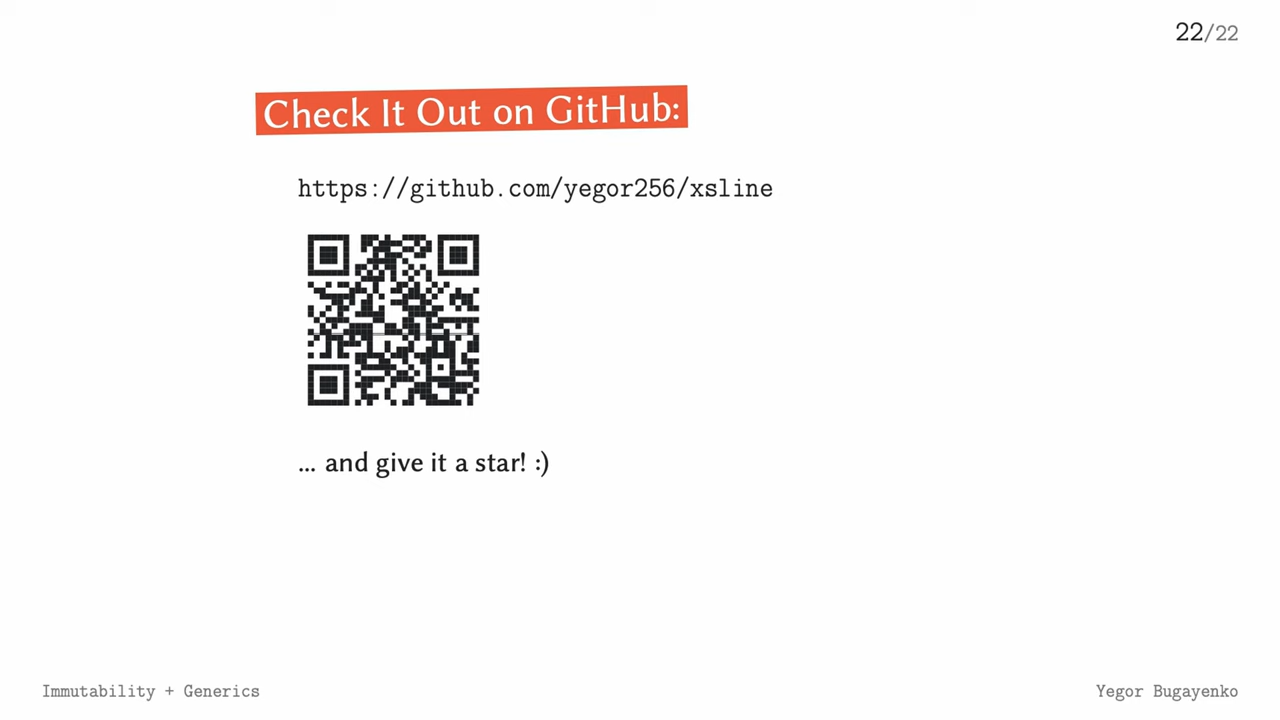 22/22
Check It Out on GitHub:
https://github.com/yegor256/xsline
... and give it a star! :)
Immutability + Generics
Yegor Bugayenko